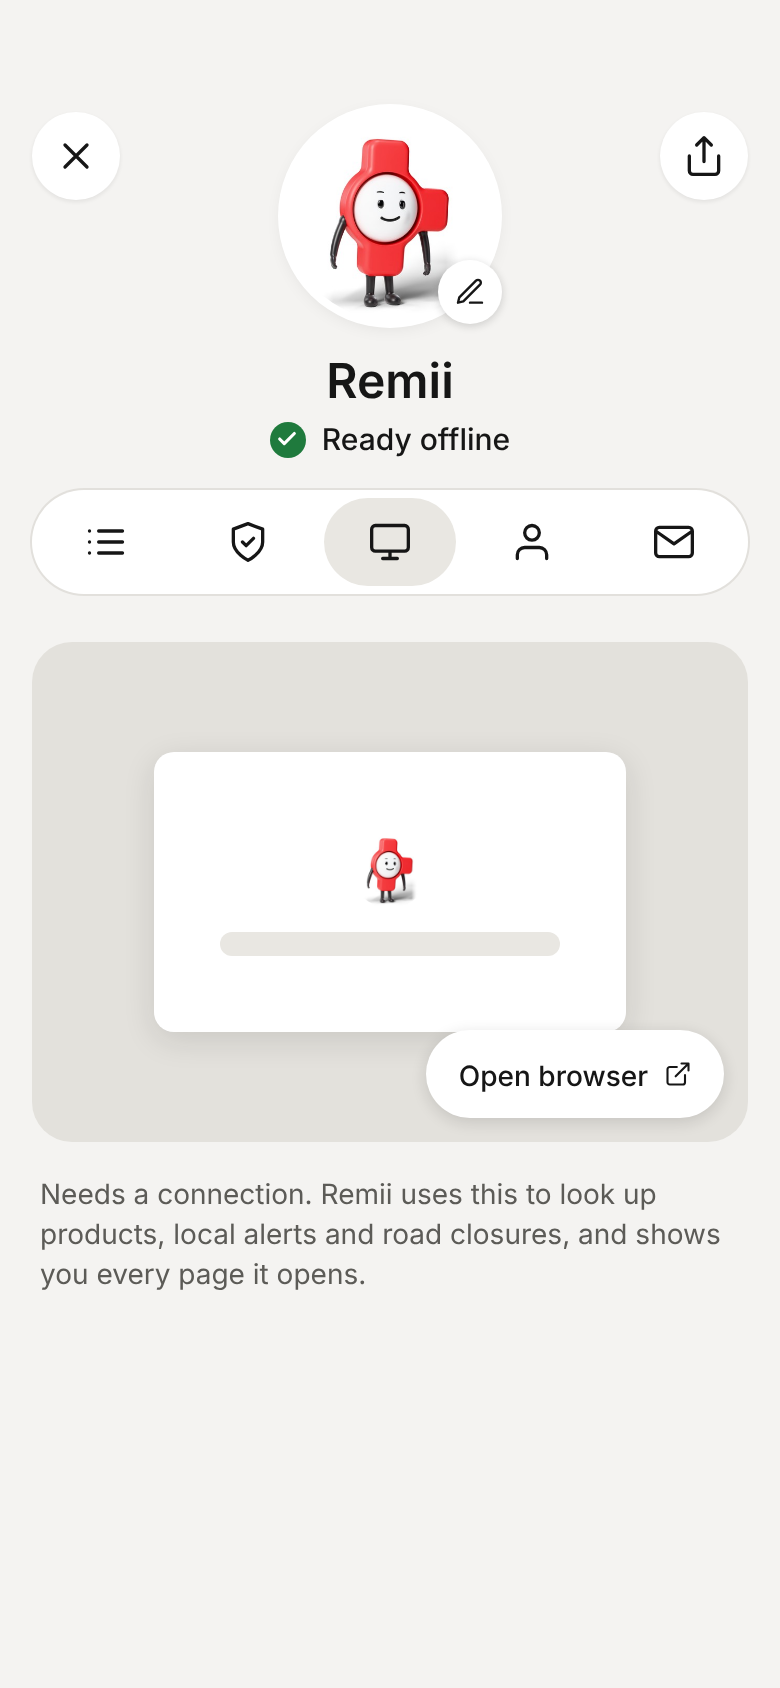 Remii
Ready offline
Open browser
Needs a connection. Remii uses this to look up
products, local alerts and road closures, and shows
you every page it opens.